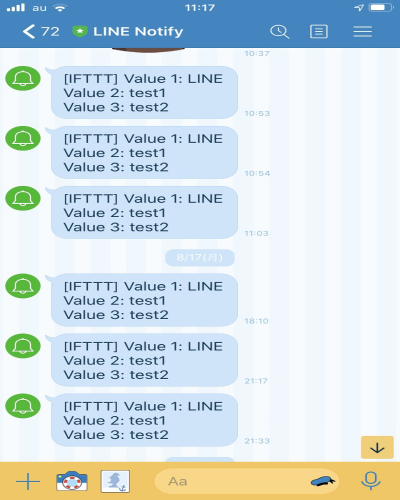 au
11:17
72
LINE Notify
10:37
[IFTTT] Value 1: LINE
Value 2: test1
Value 3: test2
10:53
[IFTTT] Value 1: LINE
Value 2: test1
Value 3: test2
10:54
[IFTTT] Value 1: LINE
Value 2: test1
Value 3: test2
11:03
8/17(月)
[IFTTT] Value 1: LINE
Value 2: test1
Value 3: test2
18:10
[IFTTT] Value 1: LINE
Value 2: test1
Value 3: test2
21:17
[IFTTT] Value 1: LINE
Value 2: test1
Value 3: test2
21:33
Aa